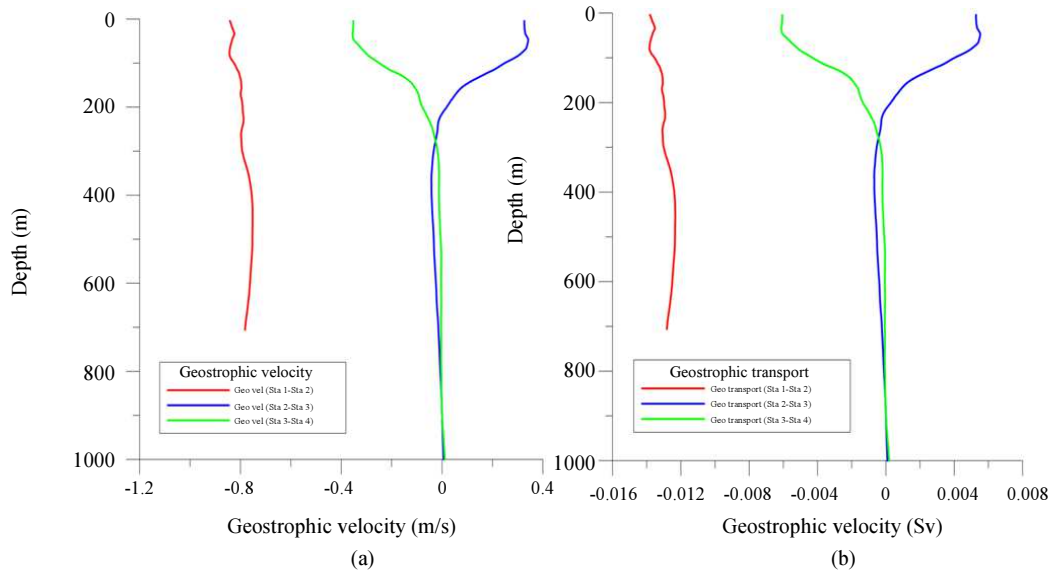 0
200
400
600
800
1000
Depth (m)
-1.2
-0.8
-0.4
0
0.4
Geostrophic velocity (m/s)
(a)
Geostrophic velocity
Geo vel (Sta 1-Sta 2)
Geo vel (Sta 2-Sta 3)
Geo vel (Sta 3-Sta 4)
0
200
400
600
800
1000
Depth (m)
-0.016
-0.012
-0.008
-0.004
0
0.004
0.008
Geostrophic velocity (Sv)
(b)
Geostrophic transport
Geo transport (Sta 1-Sta 2)
Geo transport (Sta 2-Sta 3)
Geo transport (Sta 3-Sta 4)